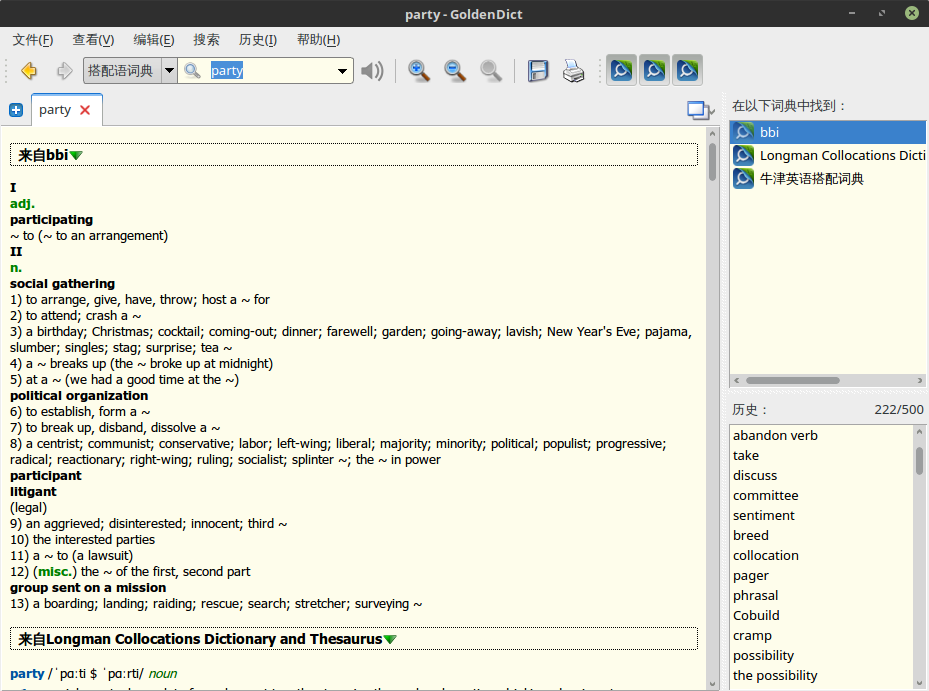 party - GoldenDict
文件(F) 查看(V) 编辑(E) 搜索 历史(I) 帮助(H)
搭配语词典 party
party
来自bbi
I
adj.
participating
~ to (~ to an arrangement)
II
n.
social gathering
1) to arrange, give, have, throw; host a ~ for
2) to attend; crash a ~
3) a birthday; Christmas; cocktail; coming-out; dinner; farewell; garden; going-away; lavish; New Year's Eve; pajama,
slumber; singles; stag; surprise; tea ~
4) a ~ breaks up (the ~ broke up at midnight)
5) at a ~ (we had a good time at the ~)
political organization
6) to establish, form a ~
7) to break up, disband, dissolve a ~
8) a centrist; communist; conservative; labor; left-wing; liberal; majority; minority; political; populist; progressive;
radical; reactionary; right-wing; ruling; socialist; splinter ~; the ~ in power
participant
litigant
(legal)
9) an aggrieved; disinterested; innocent; third ~
10) the interested parties
11) a ~ to (a lawsuit)
12) (misc.) the ~ of the first, second part
group sent on a mission
13) a boarding; landing; raiding; rescue; search; stretcher; surveying ~
来自Longman Collocations Dictionary and Thesaurus
party /ˈpɑːti $ ˈpɑːrti/ noun
在以下词典中找到：
bbi
Longman Collocations Dicti
牛津英语搭配词典
历史： 222/500
abandon verb
take
discuss
committee
sentiment
breed
collocation
pager
phrasal
Cobuild
cramp
possibility
the possibility